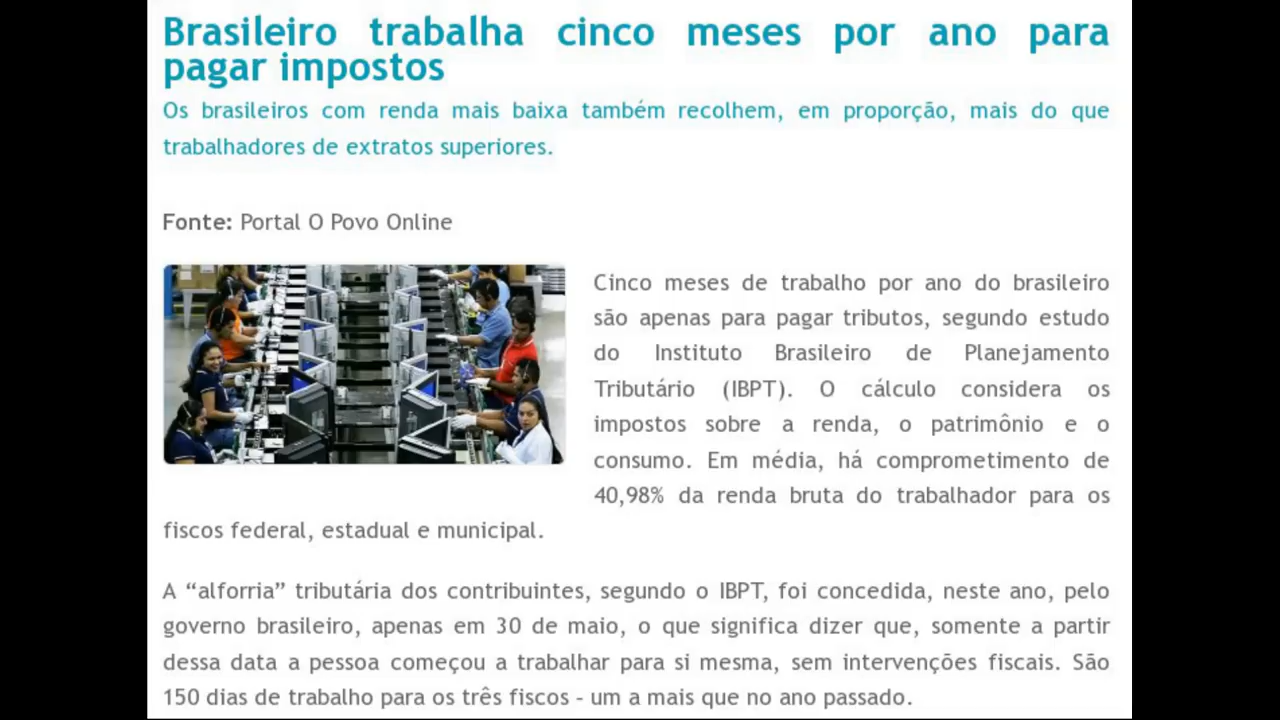 Brasileiro trabalha cinco meses por ano para
pagar impostos
Os brasileiros com renda mais baixa também recolhem, em proporção, mais do que
trabalhadores de extratos superiores.
Fonte: Portal O Povo Online
Cinco meses de trabalho por ano do brasileiro
são apenas para pagar tributos, segundo estudo
do Instituto Brasileiro de Planejamento
Tributário (IBPT). O cálculo considera os
impostos sobre a renda, o patrimônio e o
consumo. Em média, há comprometimento de
40,98% da renda bruta do trabalhador para os
fiscos federal, estadual e municipal.
A “alforria” tributária dos contribuintes, segundo o IBPT, foi concedida, neste ano, pelo
governo brasileiro, apenas em 30 de maio, o que significa dizer que, somente a partir
dessa data a pessoa começou a trabalhar para si mesma, sem intervenções fiscais. São
150 dias de trabalho para os três fiscos - um a mais que no ano passado.